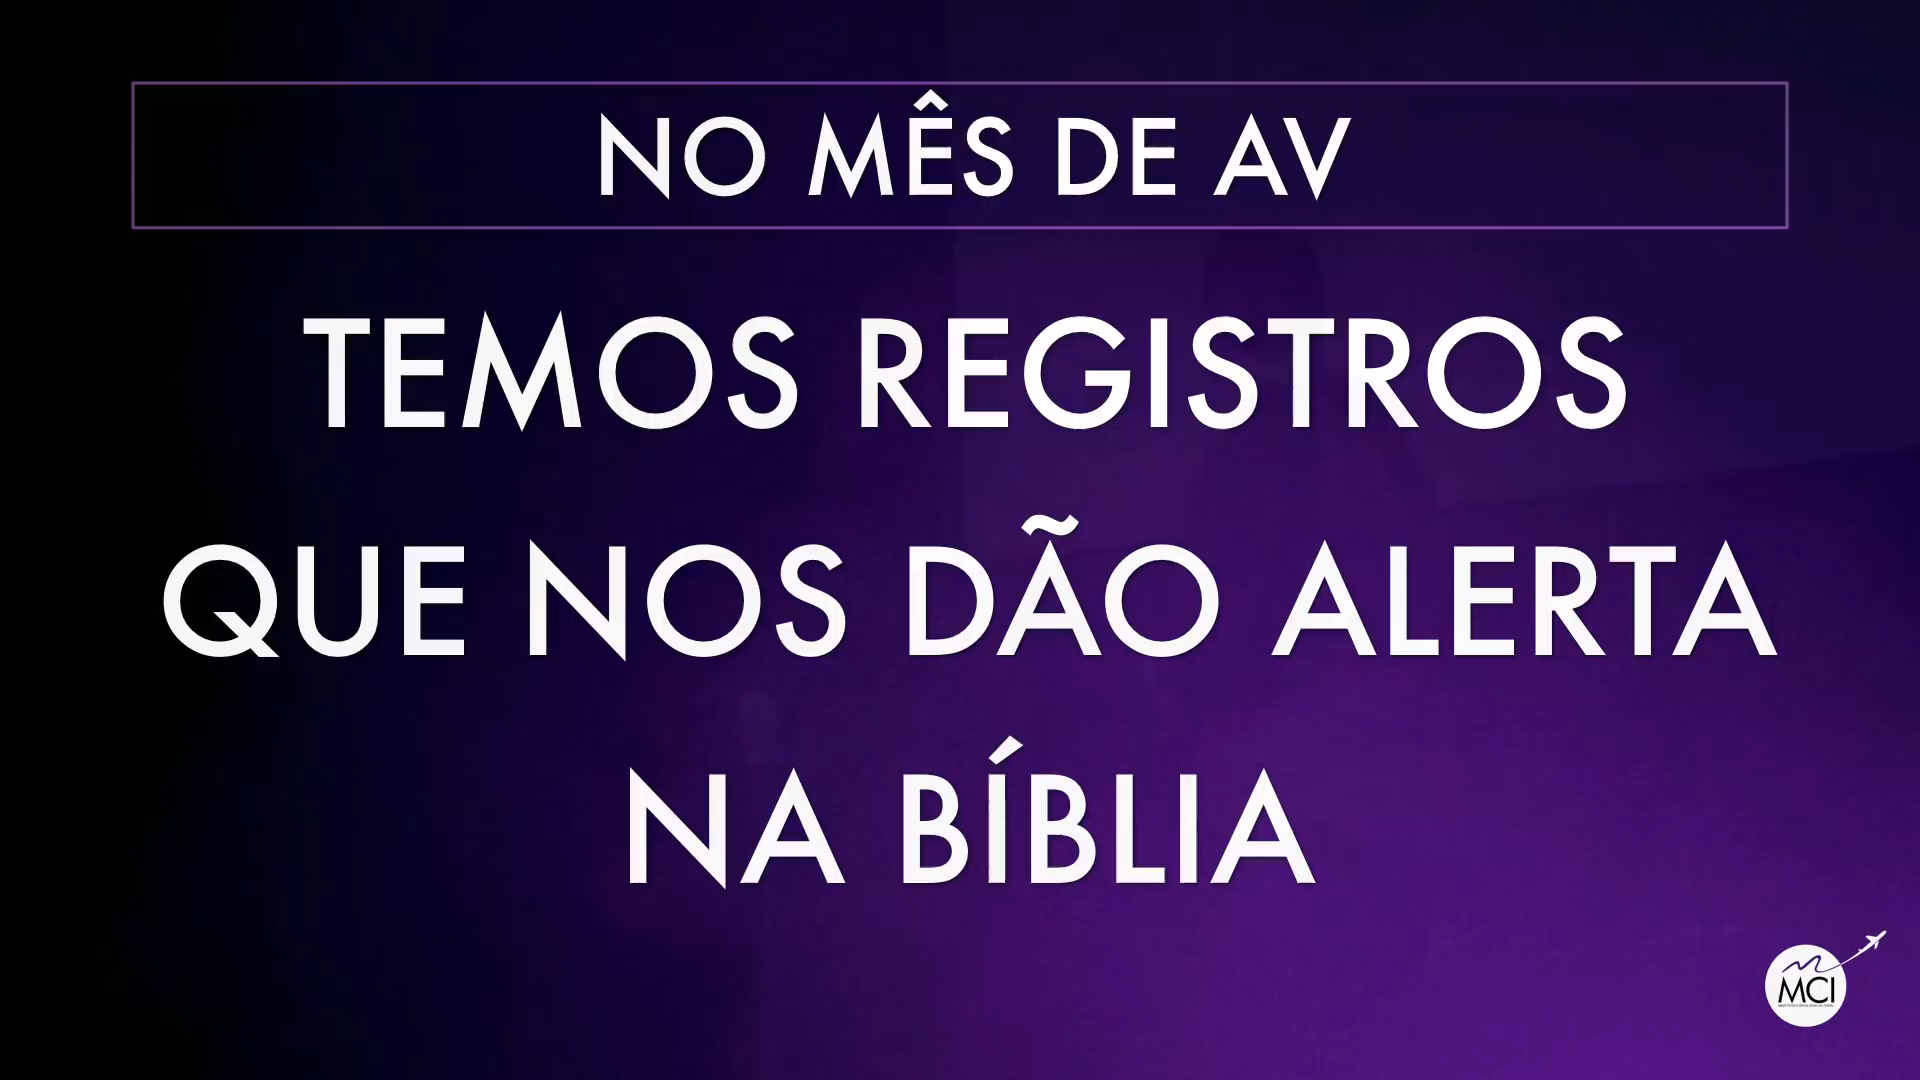 NO MÊS DE AV
TEMOS REGISTROS
QUE NOS DÃO ALERTA
NA BÍBLIA
MCI